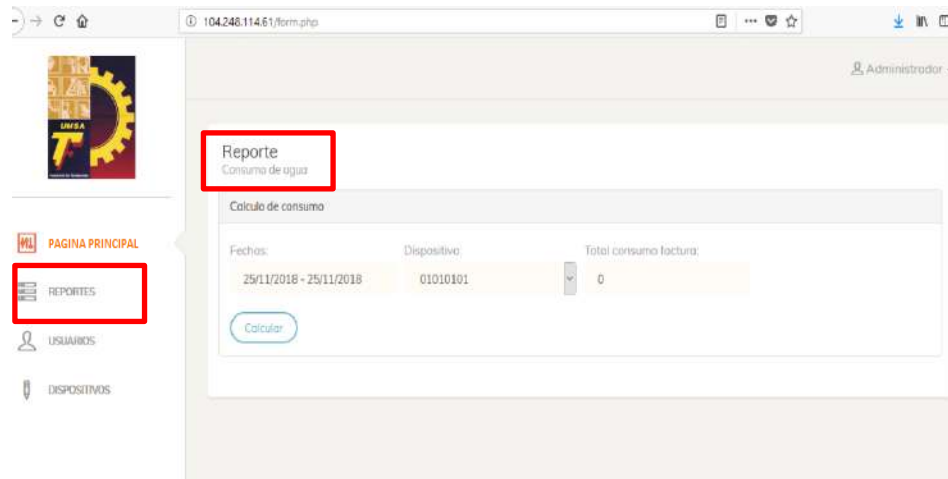 104.248.114.61/form.php
Administrador
UMSA
Reporte
Consumo de agua
Calculo de consumo
PAGINA PRINCIPAL
REPORTES
USUARIOS
DISPOSITIVOS
Fechas:
Dispositivo:
Total consumo factura:
25/11/2018 - 25/11/2018
01010101
0
Calcular